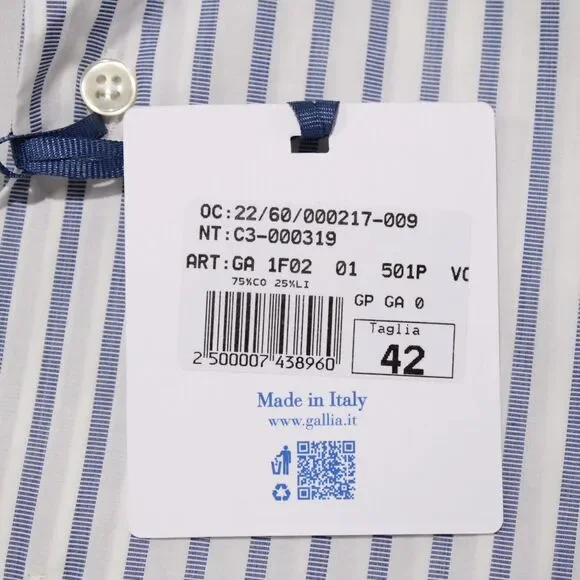 OC:22/60/000217-009
NT:C3-000319
ART:GA 1F02 01 501P VC
75%CO 25%LI
GP GA 0
Taglia
42
2 500007 438960
Made in Italy
www.gallia.it